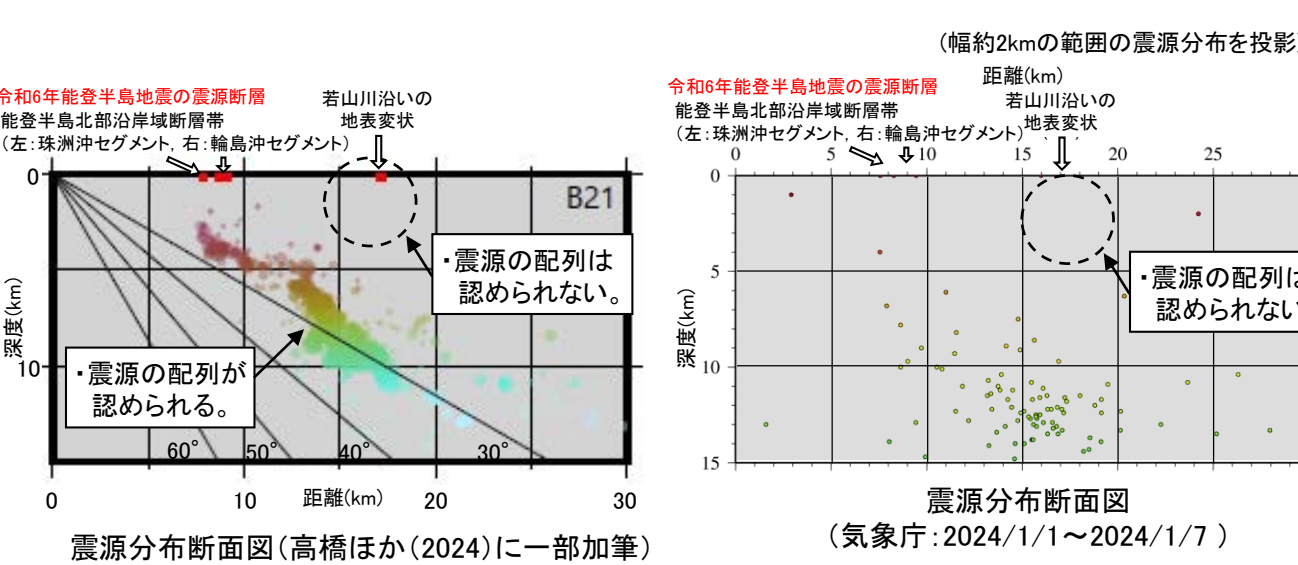 (幅約2kmの範囲の震源分布を投影
令和6年能登半島地震の震源断層
能登半島北部沿岸域断層帯
(左:珠洲沖セグメント, 右:輪島沖セグメント)
若山川沿いの
地表変状
0
10
深度(km)
B21
・震源の配列は
認められない。
・震源の配列が
認められる。
60°
50°
40°
30°
0
10
距離(km)
20
30
震源分布断面図(高橋ほか(2024)に一部加筆)
令和6年能登半島地震の震源断層
能登半島北部沿岸域断層帯
(左:珠洲沖セグメント, 右:輪島沖セグメント)
距離(km)
若山川沿いの
地表変状
0
5
10
15
20
25
0
5
10
15
深度(km)
・震源の配列は
認められない
震源分布断面図
(気象庁:2024/1/1~2024/1/7 )